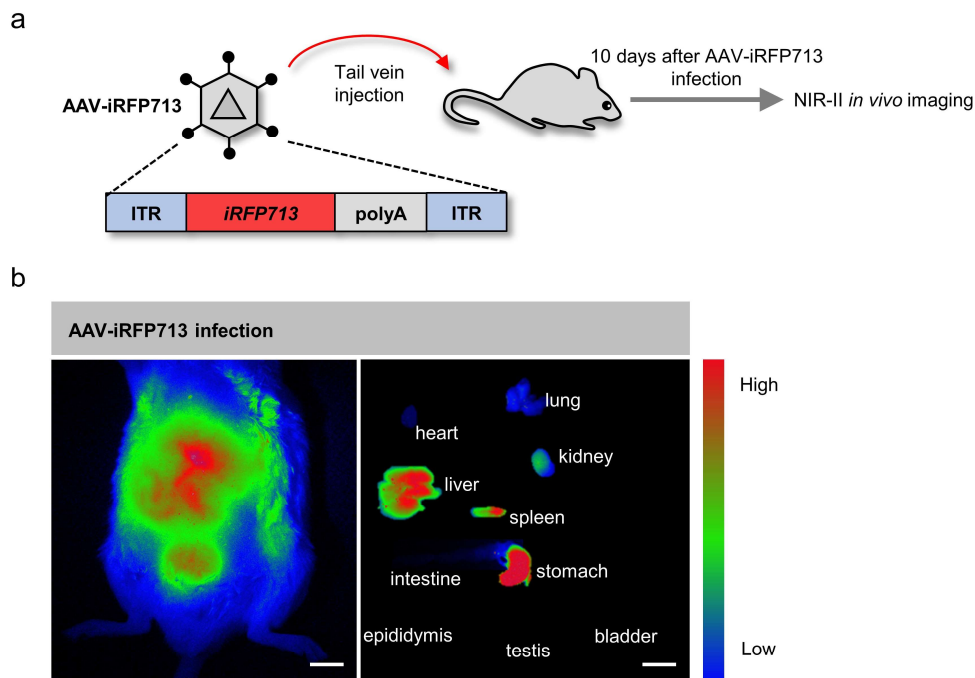 a
AAV-iRFP713
Tail vein
injection
10 days after AAV-iRFP713
infection
NIR-II in vivo imaging
ITR
iRFP713
polyA
ITR
b
AAV-iRFP713 infection
lung
heart
kidney
liver
spleen
intestine
stomach
epididymis
testis
bladder
High
Low